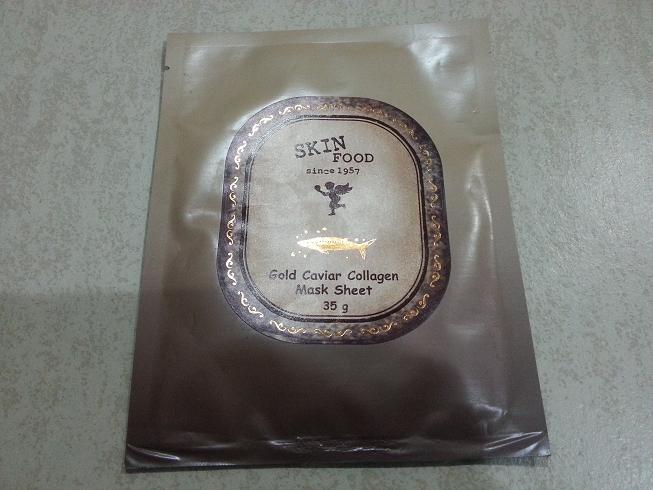 SKIN
FOOD
since 1957
Gold Caviar Collagen
Mask Sheet
35 g